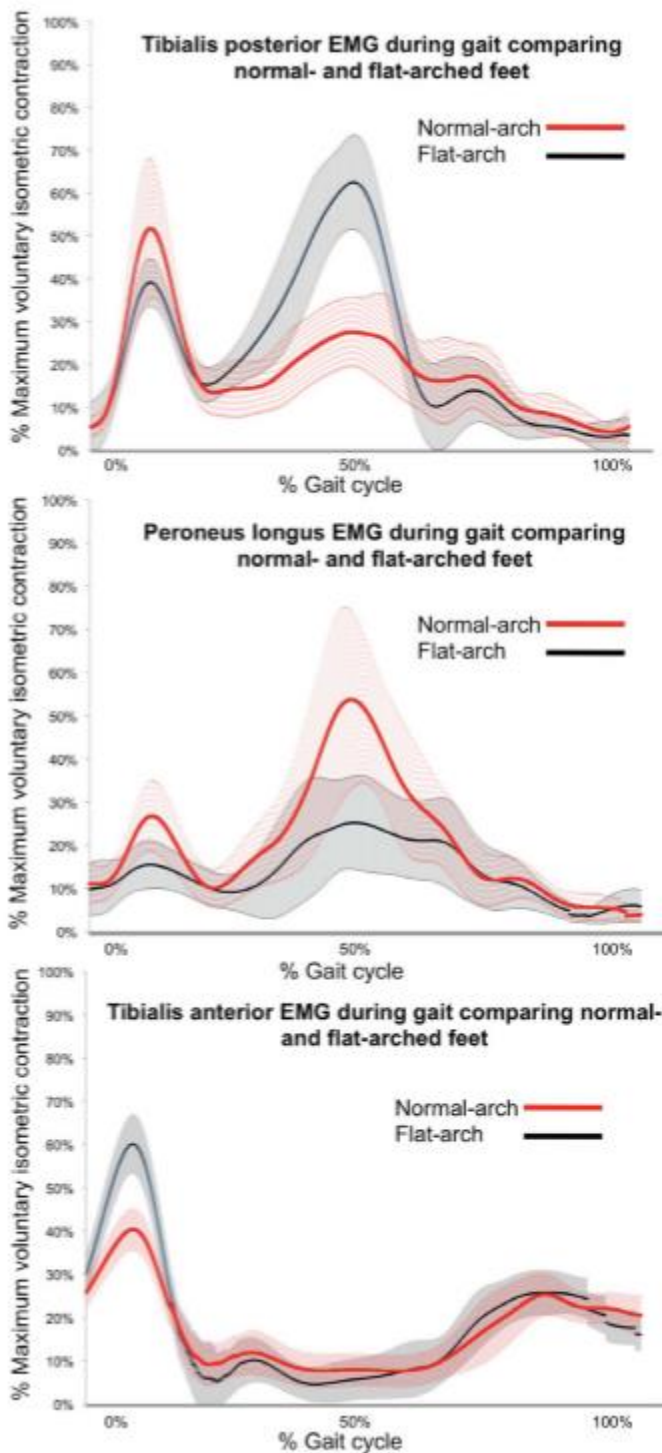 100%
Tibialis posterior EMG during gait comparing
normal- and flat-arched feet
90%
80%
Normal-arch
Flat-arch
70%
60%
50%
40%
30%
20%
10%
0%
% Maximum voluntary isometric contraction
0% 50% 100%
% Gait cycle
100%
Peroneus longus EMG during gait comparing
normal- and flat-arched feet
90%
80%
Normal-arch
Flat-arch
70%
60%
50%
40%
30%
20%
10%
0%
% Maximum voluntary isometric contraction
0% 50% 100%
% Gait cycle
100%
Tibialis anterior EMG during gait comparing normal-
and flat-arched feet
90%
80%
70%
Normal-arch
Flat-arch
60%
50%
40%
30%
20%
10%
0%
% Maximum voluntary isometric contraction
0% 50% 100%
% Gait cycle